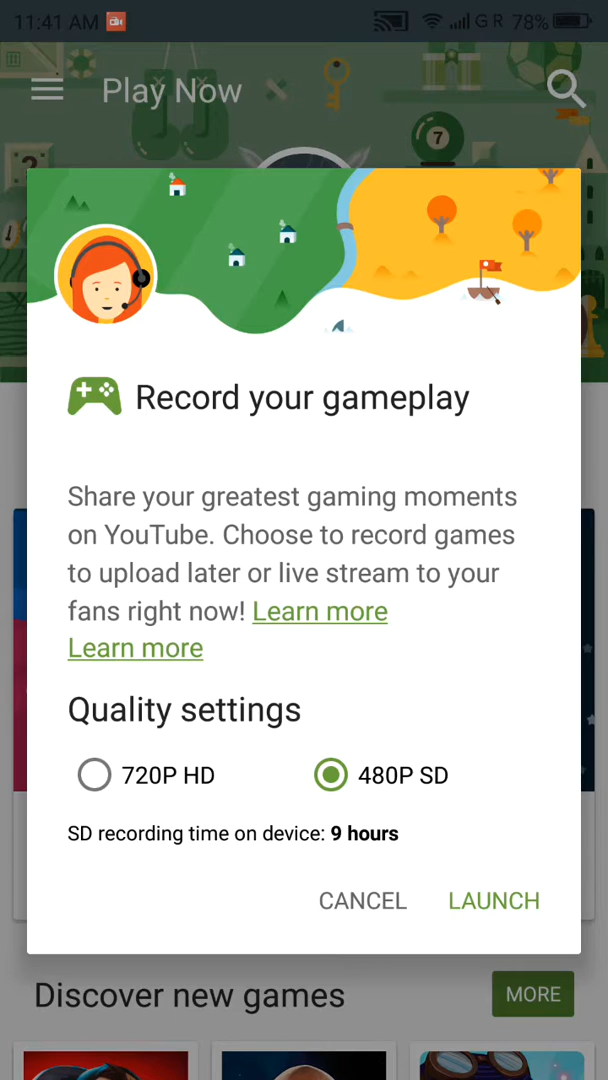 11:41 AM G R 78%
Play Now
8
7
?
Record your gameplay
Share your greatest gaming moments
on YouTube. Choose to record games
to upload later or live stream to your
fans right now! Learn more
Learn more
Quality settings
720P HD 480P SD
SD recording time on device: 9 hours
CANCEL LAUNCH
Discover new games MORE